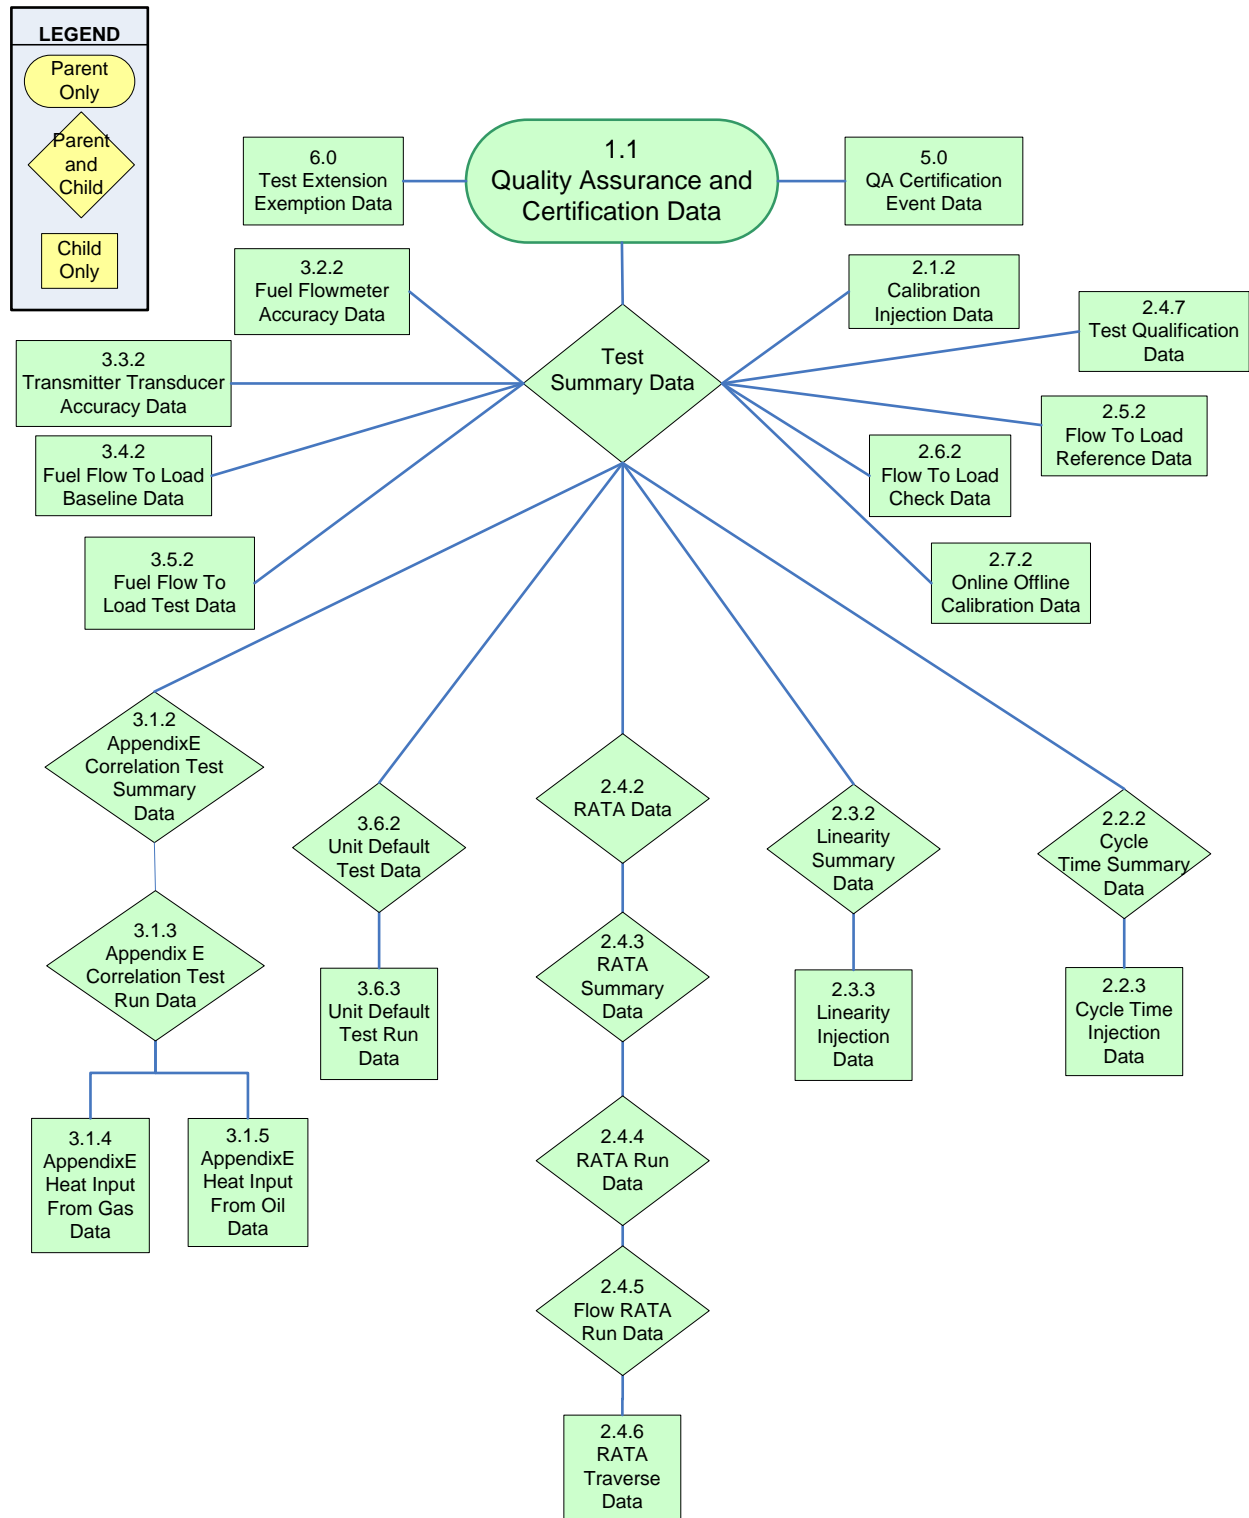 LEGEND
Parent
Only
Parent
and
Child
Child
Only
6.0
Test Extension
Exemption Data
1.1
Quality Assurance and
Certification Data
5.0
QA Certification
Event Data
3.2.2
Fuel Flowmeter
Accuracy Data
2.1.2
Calibration
Injection Data
2.4.7
Test Qualification
Data
3.3.2
Transmitter Transducer
Accuracy Data
Test
Summary Data
2.5.2
Flow To Load
Reference Data
3.4.2
Fuel Flow To Load
Baseline Data
2.6.2
Flow To Load
Check Data
3.5.2
Fuel Flow To
Load Test Data
2.7.2
Online Offline
Calibration Data
3.1.2
AppendixE
Correlation Test
Summary
Data
3.6.2
Unit Default
Test Data
2.4.2
RATA Data
2.3.2
Linearity
Summary
Data
2.2.2
Cycle
Time Summary
Data
3.1.3
Appendix E
Correlation Test
Run Data
3.6.3
Unit Default
Test Run
Data
2.4.3
RATA
Summary
Data
2.3.3
Linearity
Injection
Data
2.2.3
Cycle Time
Injection
Data
3.1.4
AppendixE
Heat Input
From Gas
Data
3.1.5
AppendixE
Heat Input
From Oil
Data
2.4.4
RATA Run
Data
2.4.5
Flow RATA
Run Data
2.4.6
RATA
Traverse
Data